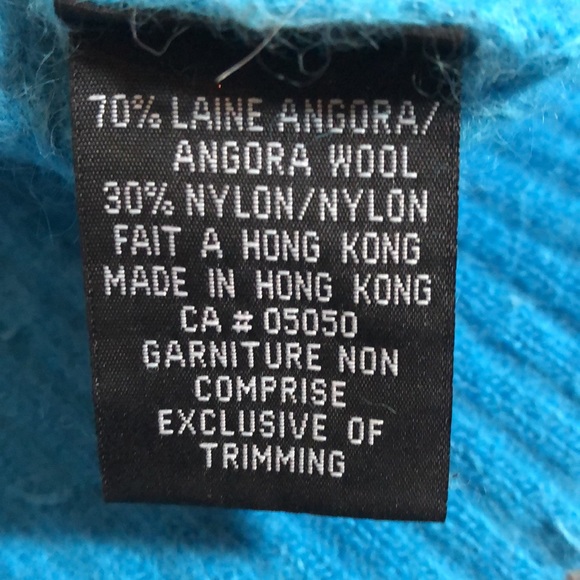 70% LAINE ANGORA/
ANGORA WOOL
30% NYLON/NYLON
FAIT A HONG KONG
MADE IN HONG KONG
CA # 05050
GARNITURE NON
COMPRISE
EXCLUSIVE OF
TRIMMING